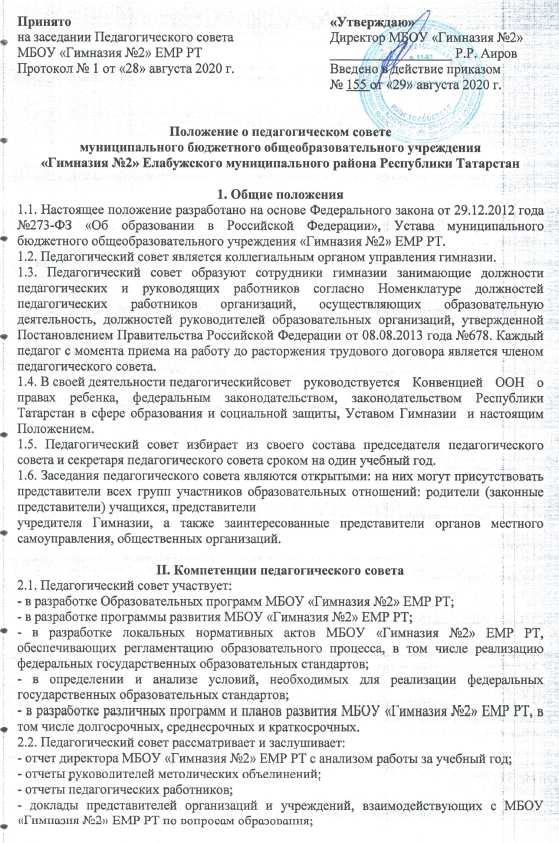 Принято
на заседании Педагогического совета
МБОУ «Гимназия №2» ЕМР РТ
Протокол № 1 от «28» августа 2020 г.
«Утверждаю»
Директор МБОУ «Гимназия №2»
Р.Р. Аиров
Введено в действие приказом
№ 155 от «29» августа 2020 г.
Положение о педагогическом совете
муниципального бюджетного общеобразовательного учреждения
«Гимназия №2» Елабужского муниципального района Республики Татарстан
1. Общие положения
1.1. Настоящее положение разработано на основе Федерального закона от 29.12.2012 года
№273-ФЗ «Об образовании в Российской Федерации», Устава муниципального
бюджетного общеобразовательного учреждения «Гимназия №2» ЕМР РТ.
1.2. Педагогический совет является коллегиальным органом управления гимназии.
1.3. Педагогический совет образуют сотрудники гимназии занимающие должности
педагогических и руководящих работников согласно Номенклатуре должностей
педагогических работников организаций, осуществляющих образовательную
деятельность, должностей руководителей образовательных организаций, утвержденной
Постановлением Правительства Российской Федерации от 08.08.2013 года №678. Каждый
педагог с момента приема на работу до расторжения трудового договора является членом
педагогического совета.
1.4. В своей деятельности педагогическийсовет руководствуется Конвенцией ООН о
правах ребенка, федеральным законодательством, законодательством Республики
Татарстан в сфере образования и социальной защиты, Уставом Гимназии и настоящим
Положением.
1.5. Педагогический совет избирает из своего состава председателя педагогического
совета и секретаря педагогического совета сроком на один учебный год.
1.6. Заседания педагогического совета являются открытыми: на них могут присутствовать
представители всех групп участников образовательных отношений: родители (законные
представители) учащихся, представители
учредителя Гимназии, а также заинтересованные представители органов местного
самоуправления, общественных организаций.
II. Компетенции педагогического совета
2.1. Педагогический совет участвует:
- в разработке Образовательных программ МБОУ «Гимназия №2» ЕМР РТ;
- в разработке программы развития МБОУ «Гимназия №2» ЕМР РТ;
- в разработке локальных нормативных актов МБОУ «Гимназия №2» ЕМР РТ,
обеспечивающих регламентацию образовательного процесса, в том числе реализацию
федеральных государственных образовательных стандартов;
- в определении и анализе условий, необходимых для реализации федеральных
государственных образовательных стандартов;
- в разработке различных программ и планов развития МБОУ «Гимназия №2» ЕМР РТ, в
том числе долгосрочных, среднесрочных и краткосрочных.
2.2. Педагогический совет рассматривает и заслушивает:
- отчет директора МБОУ «Гимназия №2» ЕМР РТ с анализом работы за учебный год;
- отчеты руководителей методических объединений;
- отчеты педагогических работников;
- доклады представителей организаций и учреждений, взаимодействующих с МБОУ
«Гимназия №2» ЕМР РТ по вопросам образования;